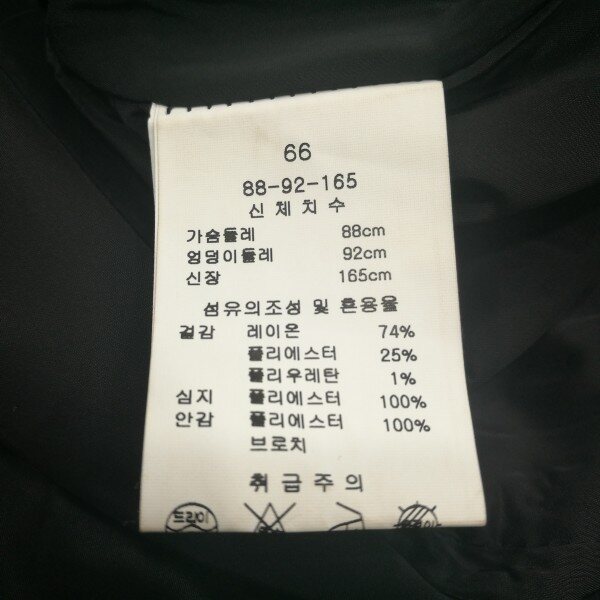 66
88-92-165
신체치수
가슴둘레 88cm
엉덩이둘레 92cm
신장 165cm
섬유의조성 및 혼용율
겉감 레이온 74%
폴리에스터 25%
폴리우레탄 1%
심지 폴리에스터 100%
안감 폴리에스터 100%
브로치
취급주의
드라이